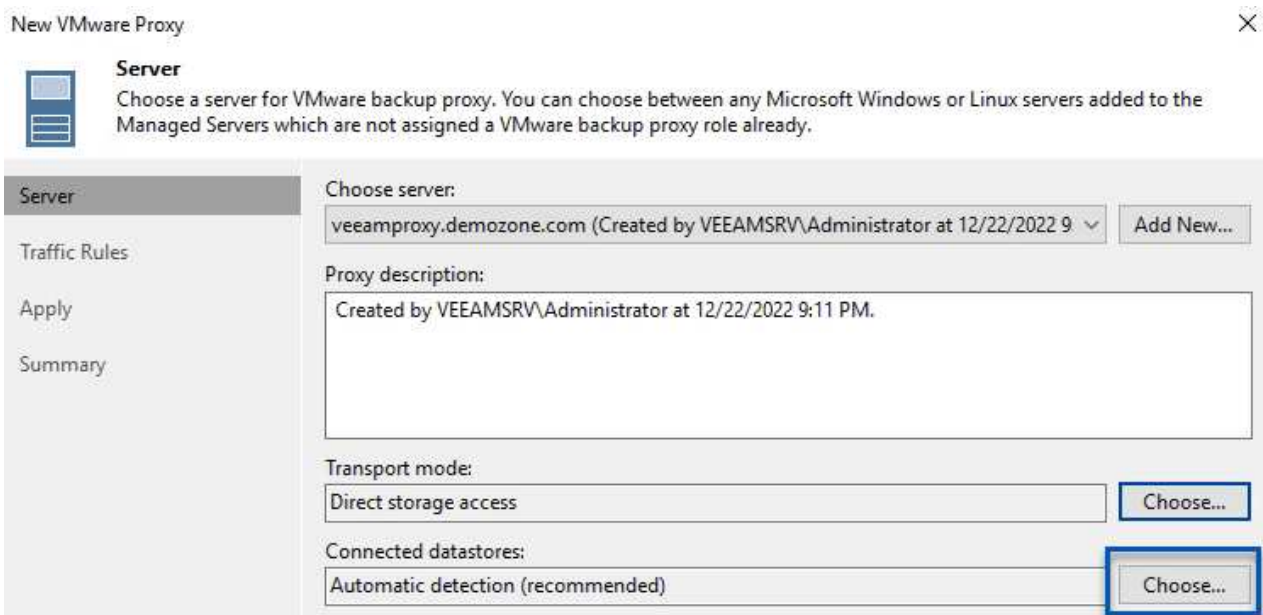 New VMware Proxy
Server
Choose a server for VMware backup proxy. You can choose between any Microsoft Windows or Linux servers added to the
Managed Servers which are not assigned a VMware backup proxy role already.
Server
Traffic Rules
Apply
Summary
Choose server:
veeamproxy.demozone.com (Created by VEEAMSRV\Administrator at 12/22/2022 9
Add New...
Proxy description:
Created by VEEAMSRV\Administrator at 12/22/2022 9:11 PM.
Transport mode:
Direct storage access
Choose...
Connected datastores:
Automatic detection (recommended)
Choose...